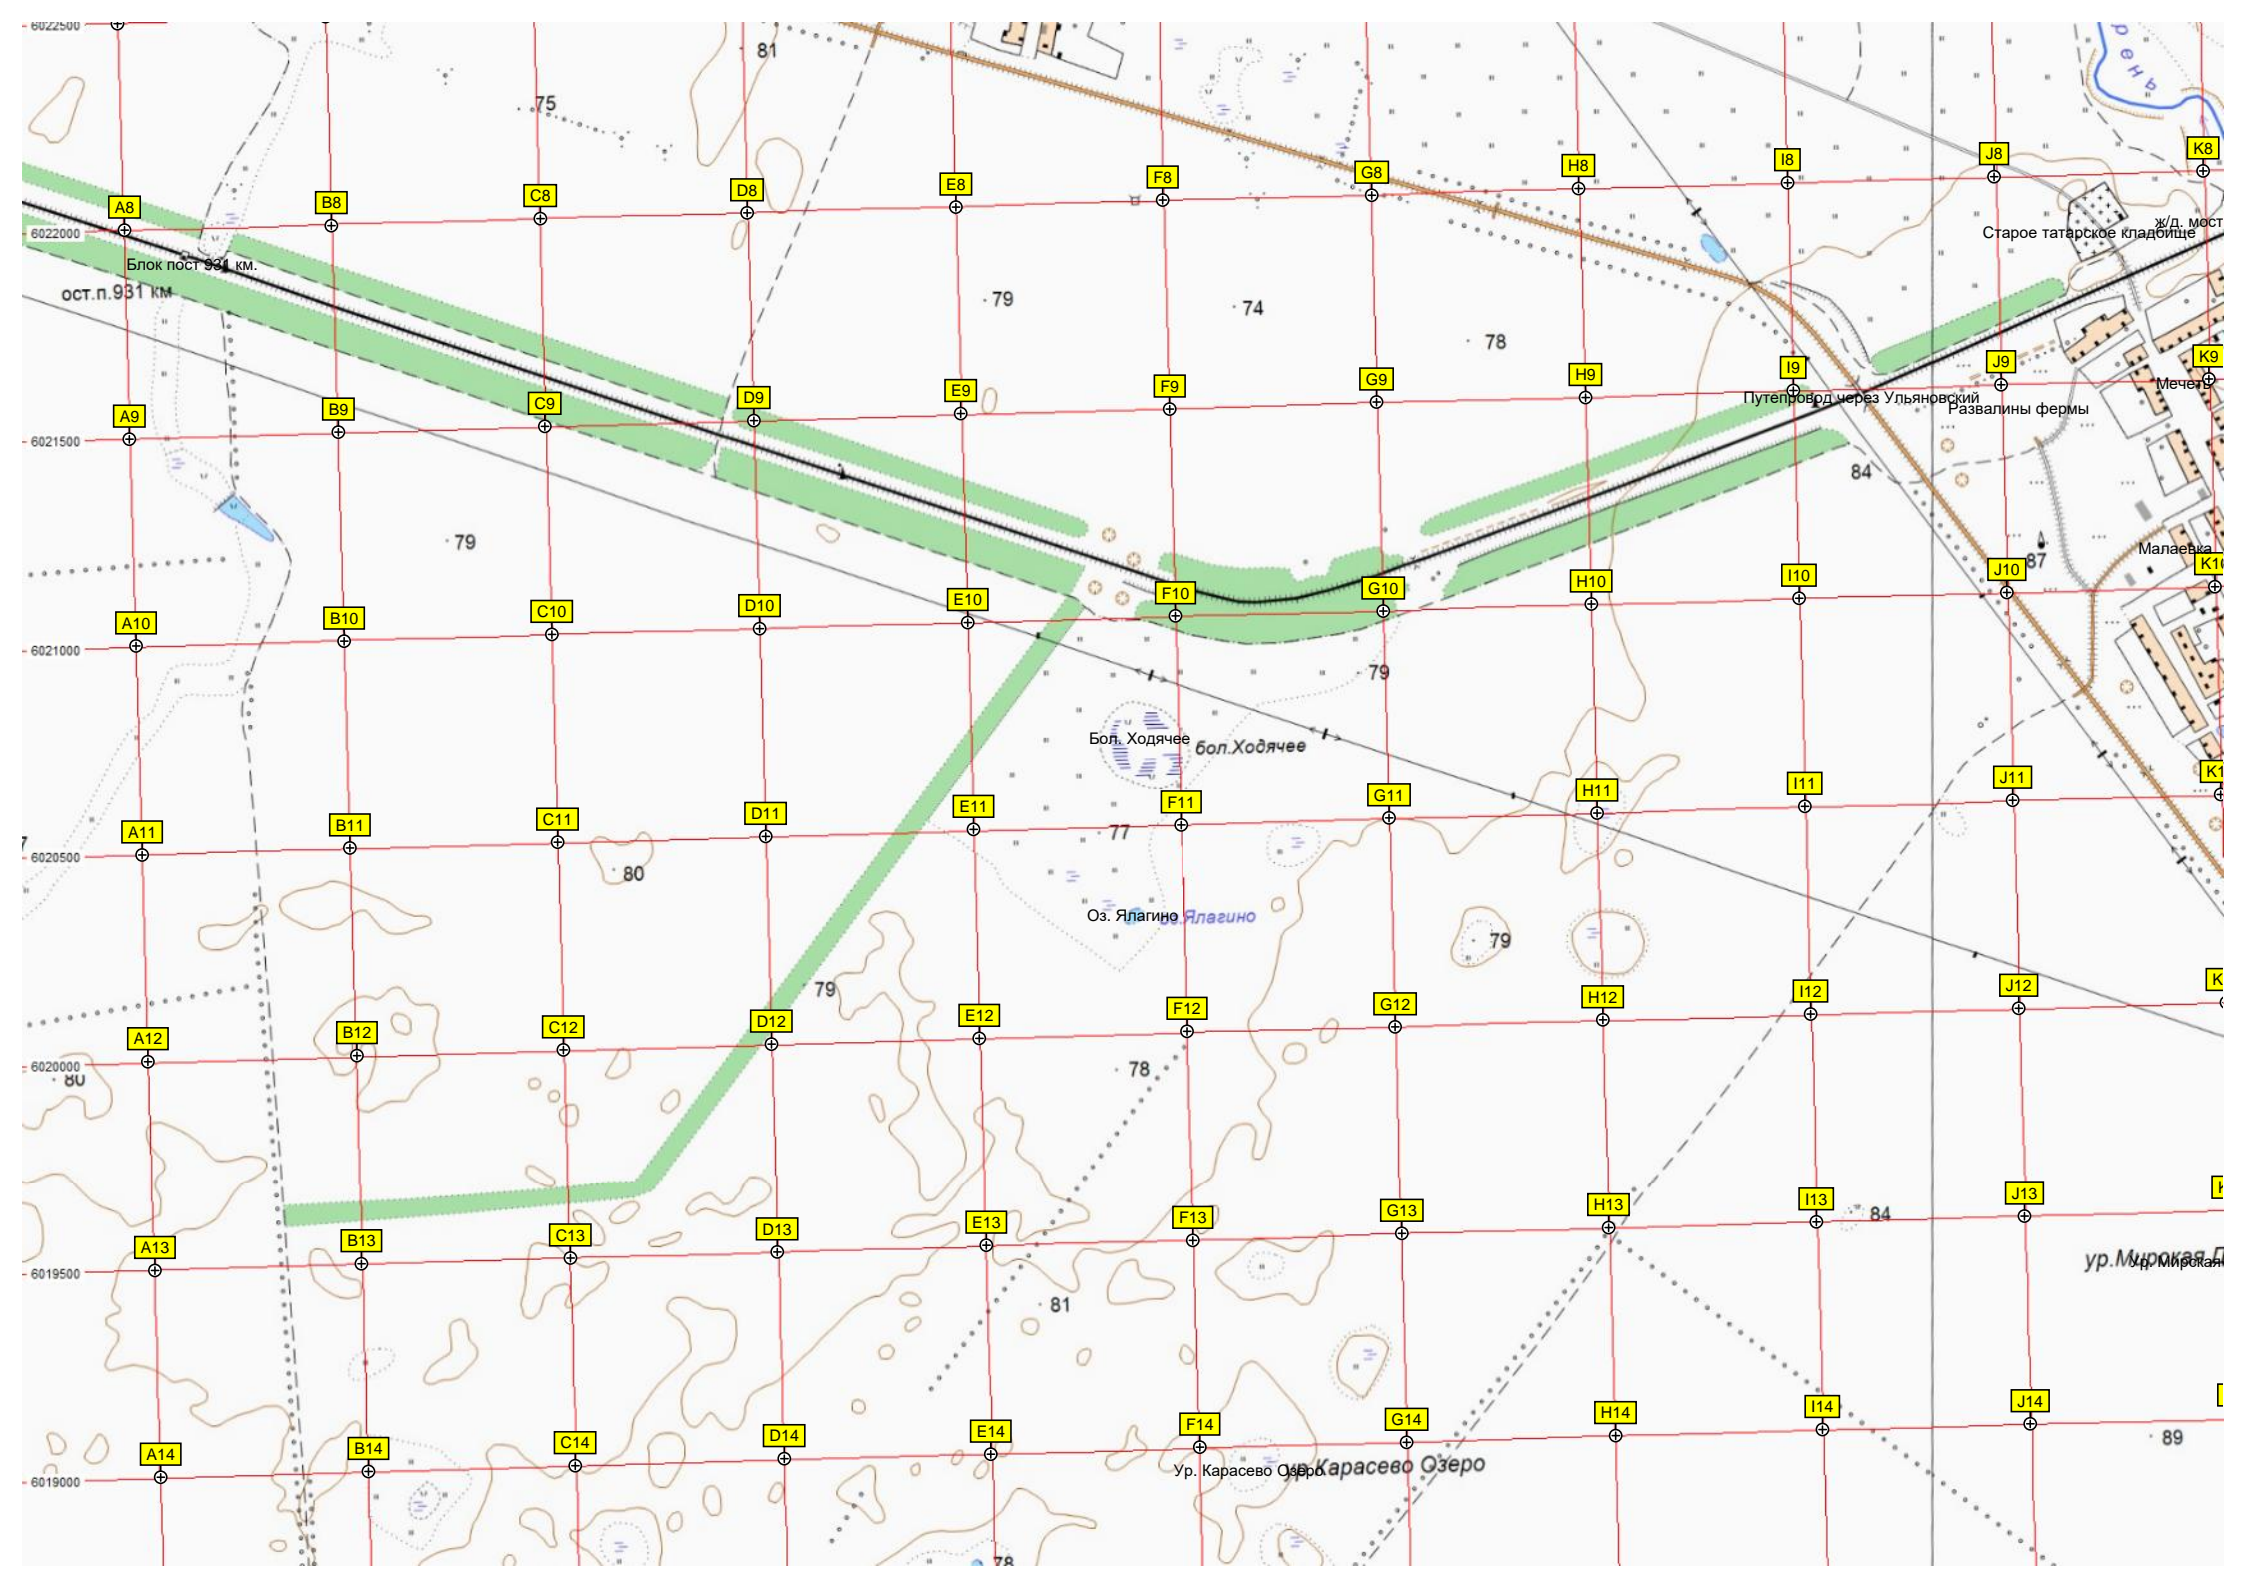 6022500
81
75
рень
A8
B8
C8
D8
E8
F8
G8
H8
I8
J8
K8
6022000
ж/д. мост
Старое татарское кладбище
Блок пост 931 км.
ост.п.931 км
79
74
78
A9
B9
C9
D9
E9
F9
G9
H9
I9
J9
K9
Мечеть
Путепровод через Ульяновский
Развалины фермы
6021500
84
79
87
Малаевка
A10
B10
C10
D10
E10
F10
G10
H10
I10
J10
6021000
79
Бол. Ходячее
бол.Ходячее
A11
B11
C11
D11
E11
F11
G11
H11
I11
J11
77
6020500
80
Оз. Ялагино
оз.Ялагино
79
79
A12
B12
C12
D12
E12
F12
G12
H12
I12
J12
6020000
80
78
A13
B13
C13
D13
E13
F13
G13
H13
I13
J13
84
6019500
ур.Мирская
Ур. Мирская
81
A14
B14
C14
D14
E14
F14
G14
H14
I14
J14
89
Ур. Карасево Озеро
ур.Карасево Озеро
6019000
78